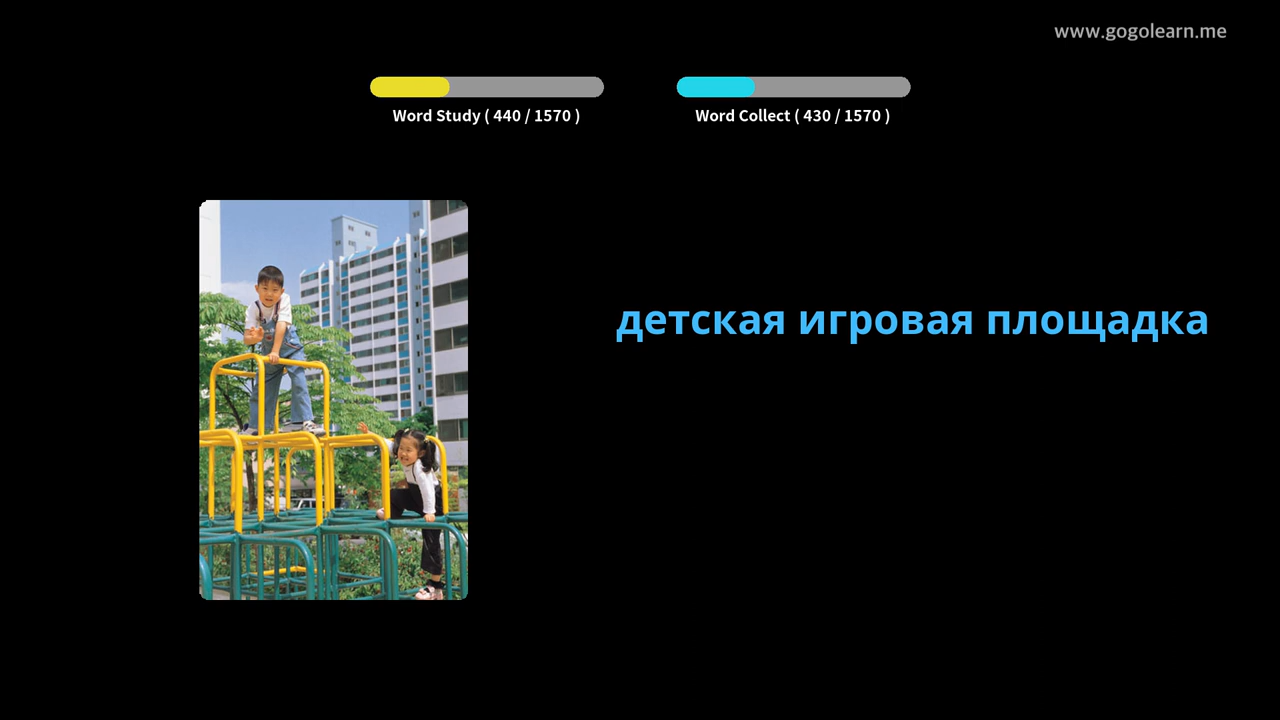 www.gogolearn.me
Word Study ( 440 / 1570 )
Word Collect ( 430 / 1570 )
детская игровая площадка